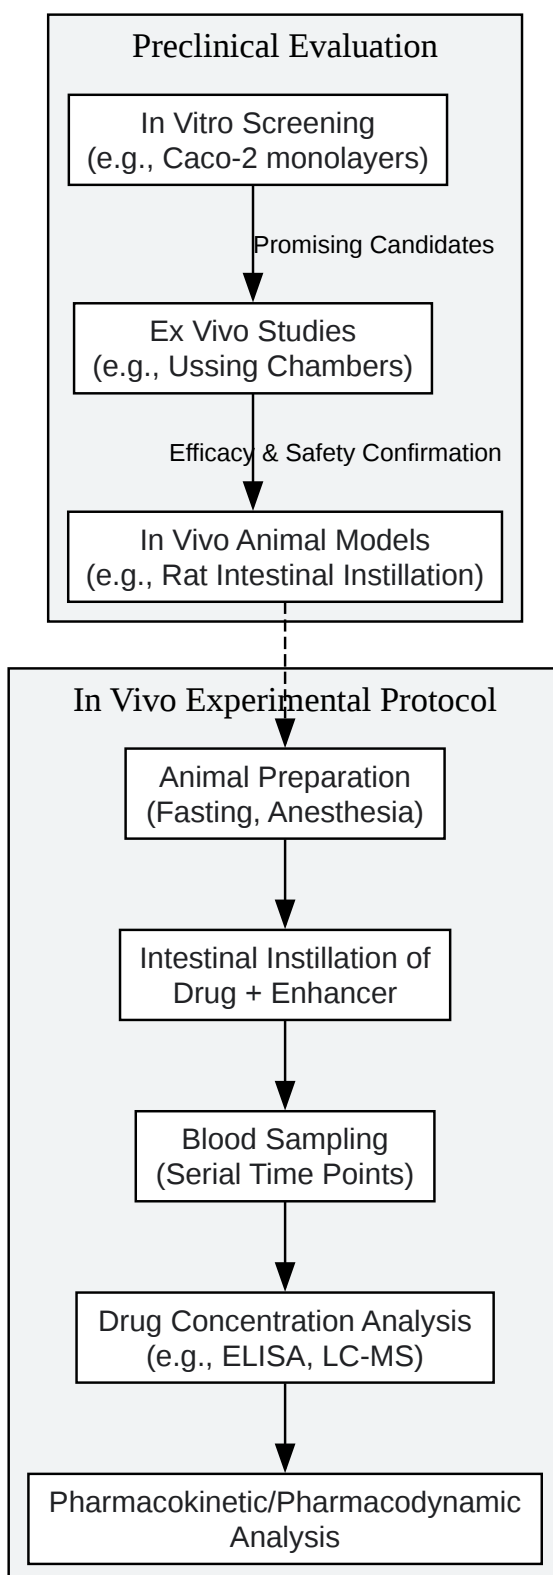 Preclinical Evaluation
In Vitro Screening
(e.g., Caco-2 monolayers)
Promising Candidates
Ex Vivo Studies
(e.g., Ussing Chambers)
Efficacy & Safety Confirmation
In Vivo Animal Models
(e.g., Rat Intestinal Instillation)
In Vivo Experimental Protocol
Animal Preparation
(Fasting, Anesthesia)
Intestinal Instillation of
Drug + Enhancer
Blood Sampling
(Serial Time Points)
Drug Concentration Analysis
(e.g., ELISA, LC-MS)
Pharmacokinetic/Pharmacodynamic
Analysis